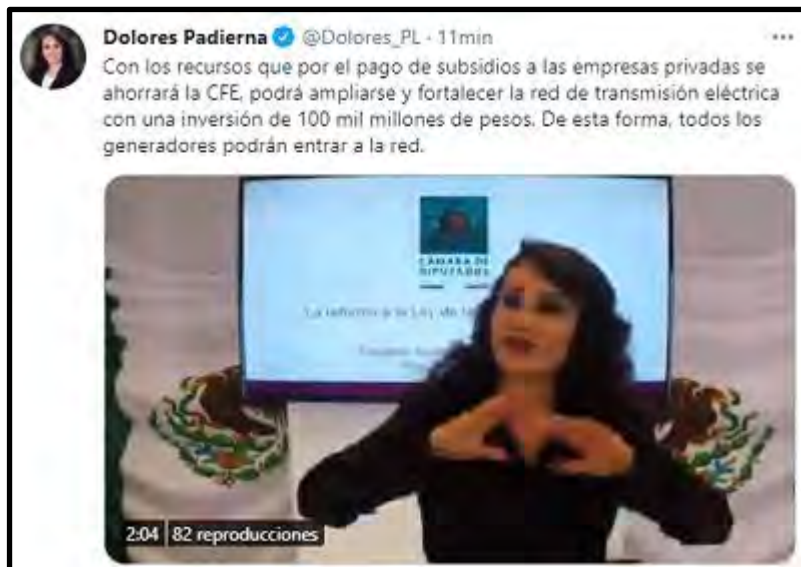 Dolores Padierna @Dolores_PL · 11min
Con los recursos que por el pago de subsidios a las empresas privadas se
ahorrará la CFE, podrá ampliarse y fortalecer la red de transmisión eléctrica
con una inversión de 100 mil millones de pesos. De esta forma, todos los
generadores podrán entrar a la red.
CÁMARA DE
DIPUTADOS
La reforma a la Ley de la
2:04 82 reproducciones